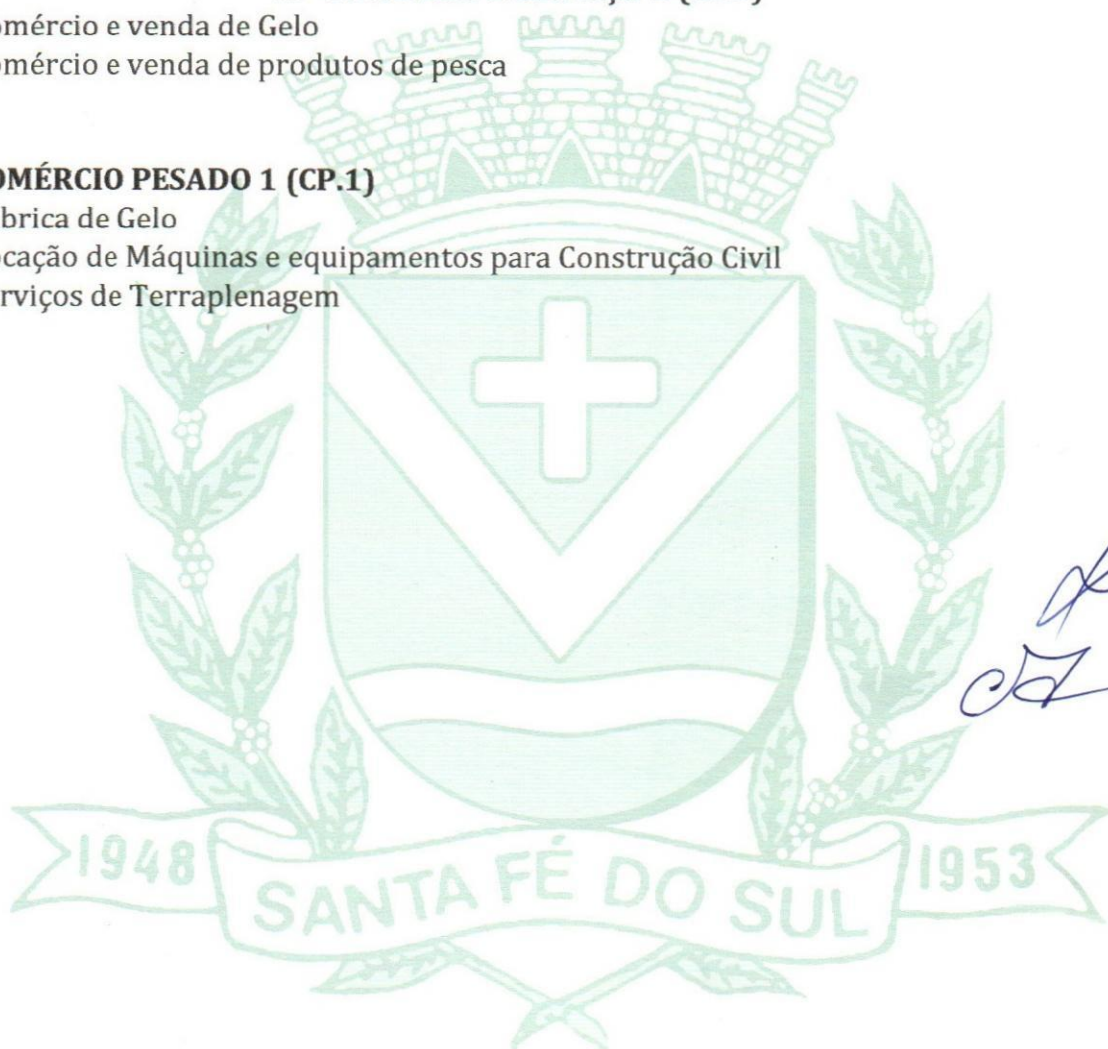 omércio e venda de Gelo
omércio e venda de produtos de pesca
OMÉRCIO PESADO 1 (CP.1)
brica de Gelo
ocação de Máquinas e equipamentos para Construção Civil
rviços de Terraplenagem
1948
SANTA FÉ DO SUL
1953